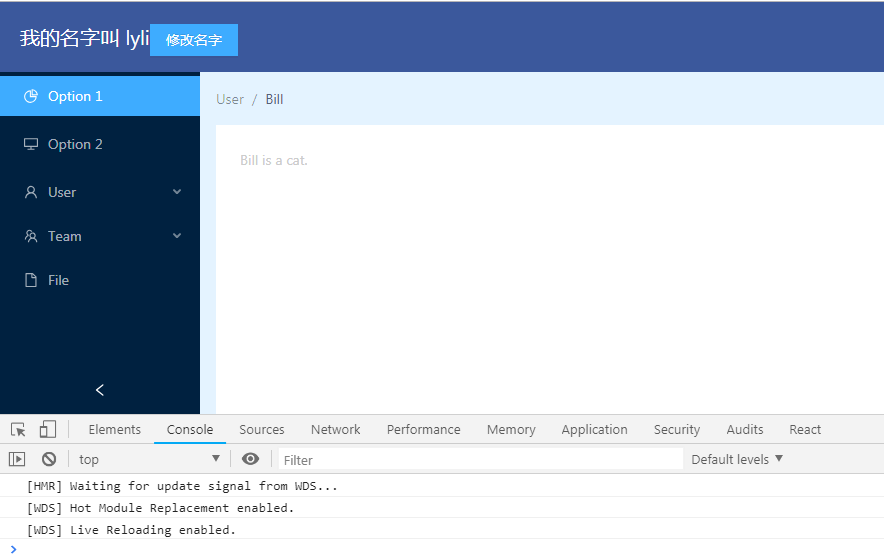 我的名字叫 lyli 修改名字
Option 1
User / Bill
Option 2
Bill is a cat.
User
Team
File
Elements Console Sources Network Performance Memory Application Security Audits React
top Filter Default levels
[HMR] Waiting for update signal from WDS...
[WDS] Hot Module Replacement enabled.
[WDS] Live Reloading enabled.